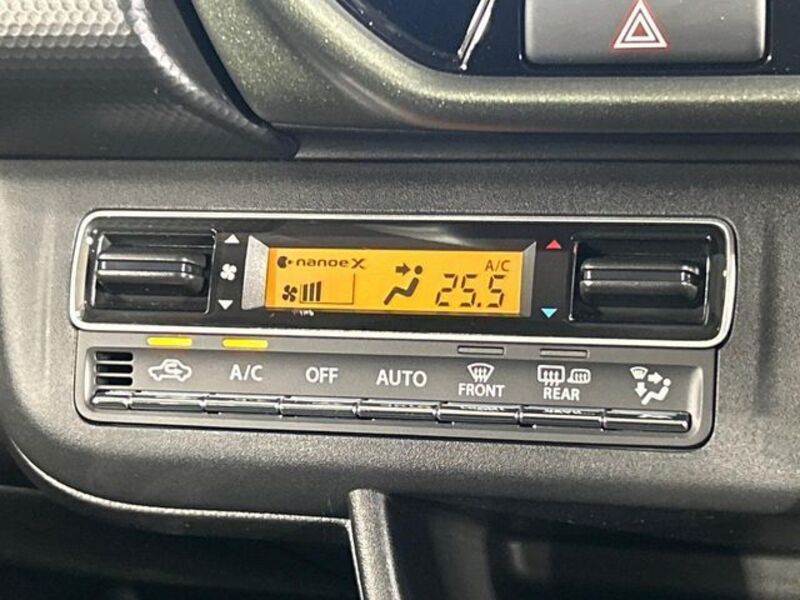 nanoeX
A/C
25.5
A/C
OFF
AUTO
FRONT
REAR